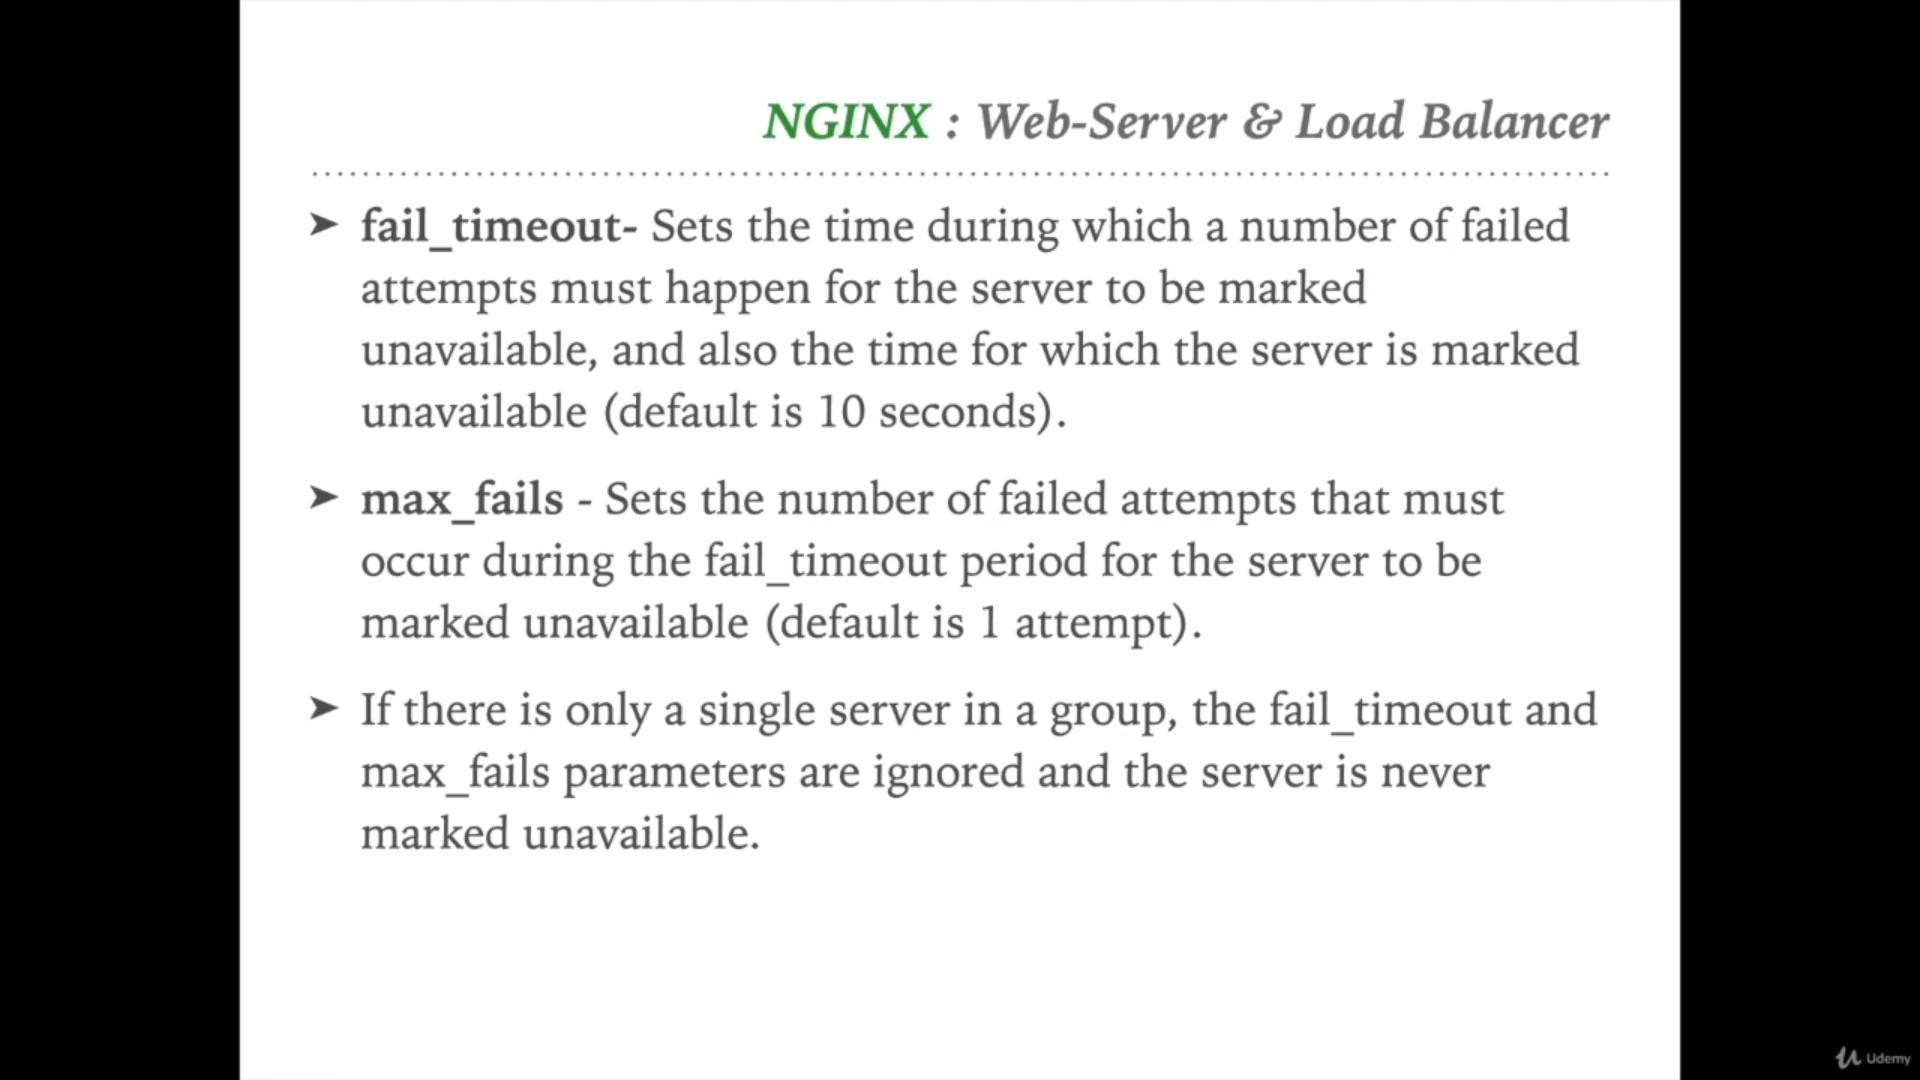 NGINX : Web-Server & Load Balancer
➤ fail_timeout- Sets the time during which a number of failed
attempts must happen for the server to be marked
unavailable, and also the time for which the server is marked
unavailable (default is 10 seconds).
➤ max_fails - Sets the number of failed attempts that must
occur during the fail_timeout period for the server to be
marked unavailable (default is 1 attempt).
➤ If there is only a single server in a group, the fail_timeout and
max_fails parameters are ignored and the server is never
marked unavailable.
Udemy